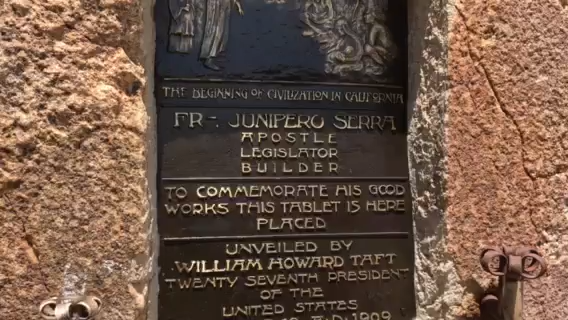 THE BEGINNING OF CIVILIZATION IN CALIFORNIA
FR. JUNIPERO SERRA
APOSTLE
LEGISLATOR
BUILDER
TO COMMEMORATE HIS GOOD
WORKS THIS TABLET IS HERE
PLACED
UNVEILED BY
WILLIAM HOWARD TAFT
TWENTY SEVENTH PRESIDENT
OF THE
UNITED STATES
A.D. 1909